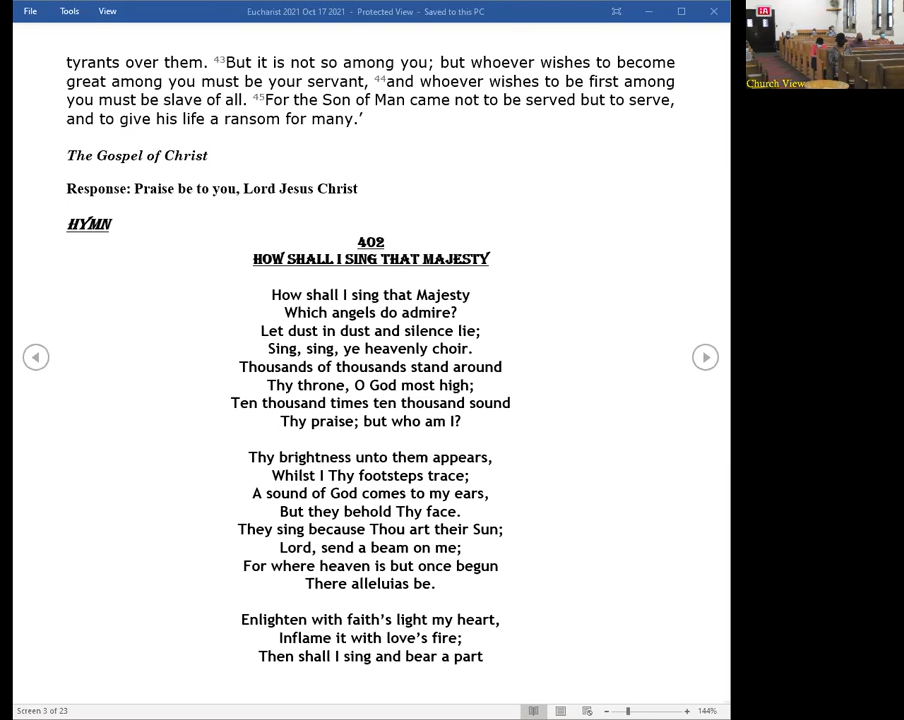 File Tools View Eucharist 2021 Oct 17 2021 - Protected View - Saved to this PC
tyrants over them. 43But it is not so among you; but whoever wishes to become
great among you must be your servant, 44and whoever wishes to be first among
you must be slave of all. 45For the Son of Man came not to be served but to serve,
and to give his life a ransom for many.’
The Gospel of Christ
Response: Praise be to you, Lord Jesus Christ
HYMN
402
HOW SHALL I SING THAT MAJESTY
How shall I sing that Majesty
Which angels do admire?
Let dust in dust and silence lie;
Sing, sing, ye heavenly choir.
Thousands of thousands stand around
Thy throne, O God most high;
Ten thousand times ten thousand sound
Thy praise; but who am I?
Thy brightness unto them appears,
Whilst I Thy footsteps trace;
A sound of God comes to my ears,
But they behold Thy face.
They sing because Thou art their Sun;
Lord, send a beam on me;
For where heaven is but once begun
There alleluias be.
Enlighten with faith’s light my heart,
Inflame it with love’s fire;
Then shall I sing and bear a part
Screen 3 of 23
144%
iA
Church View